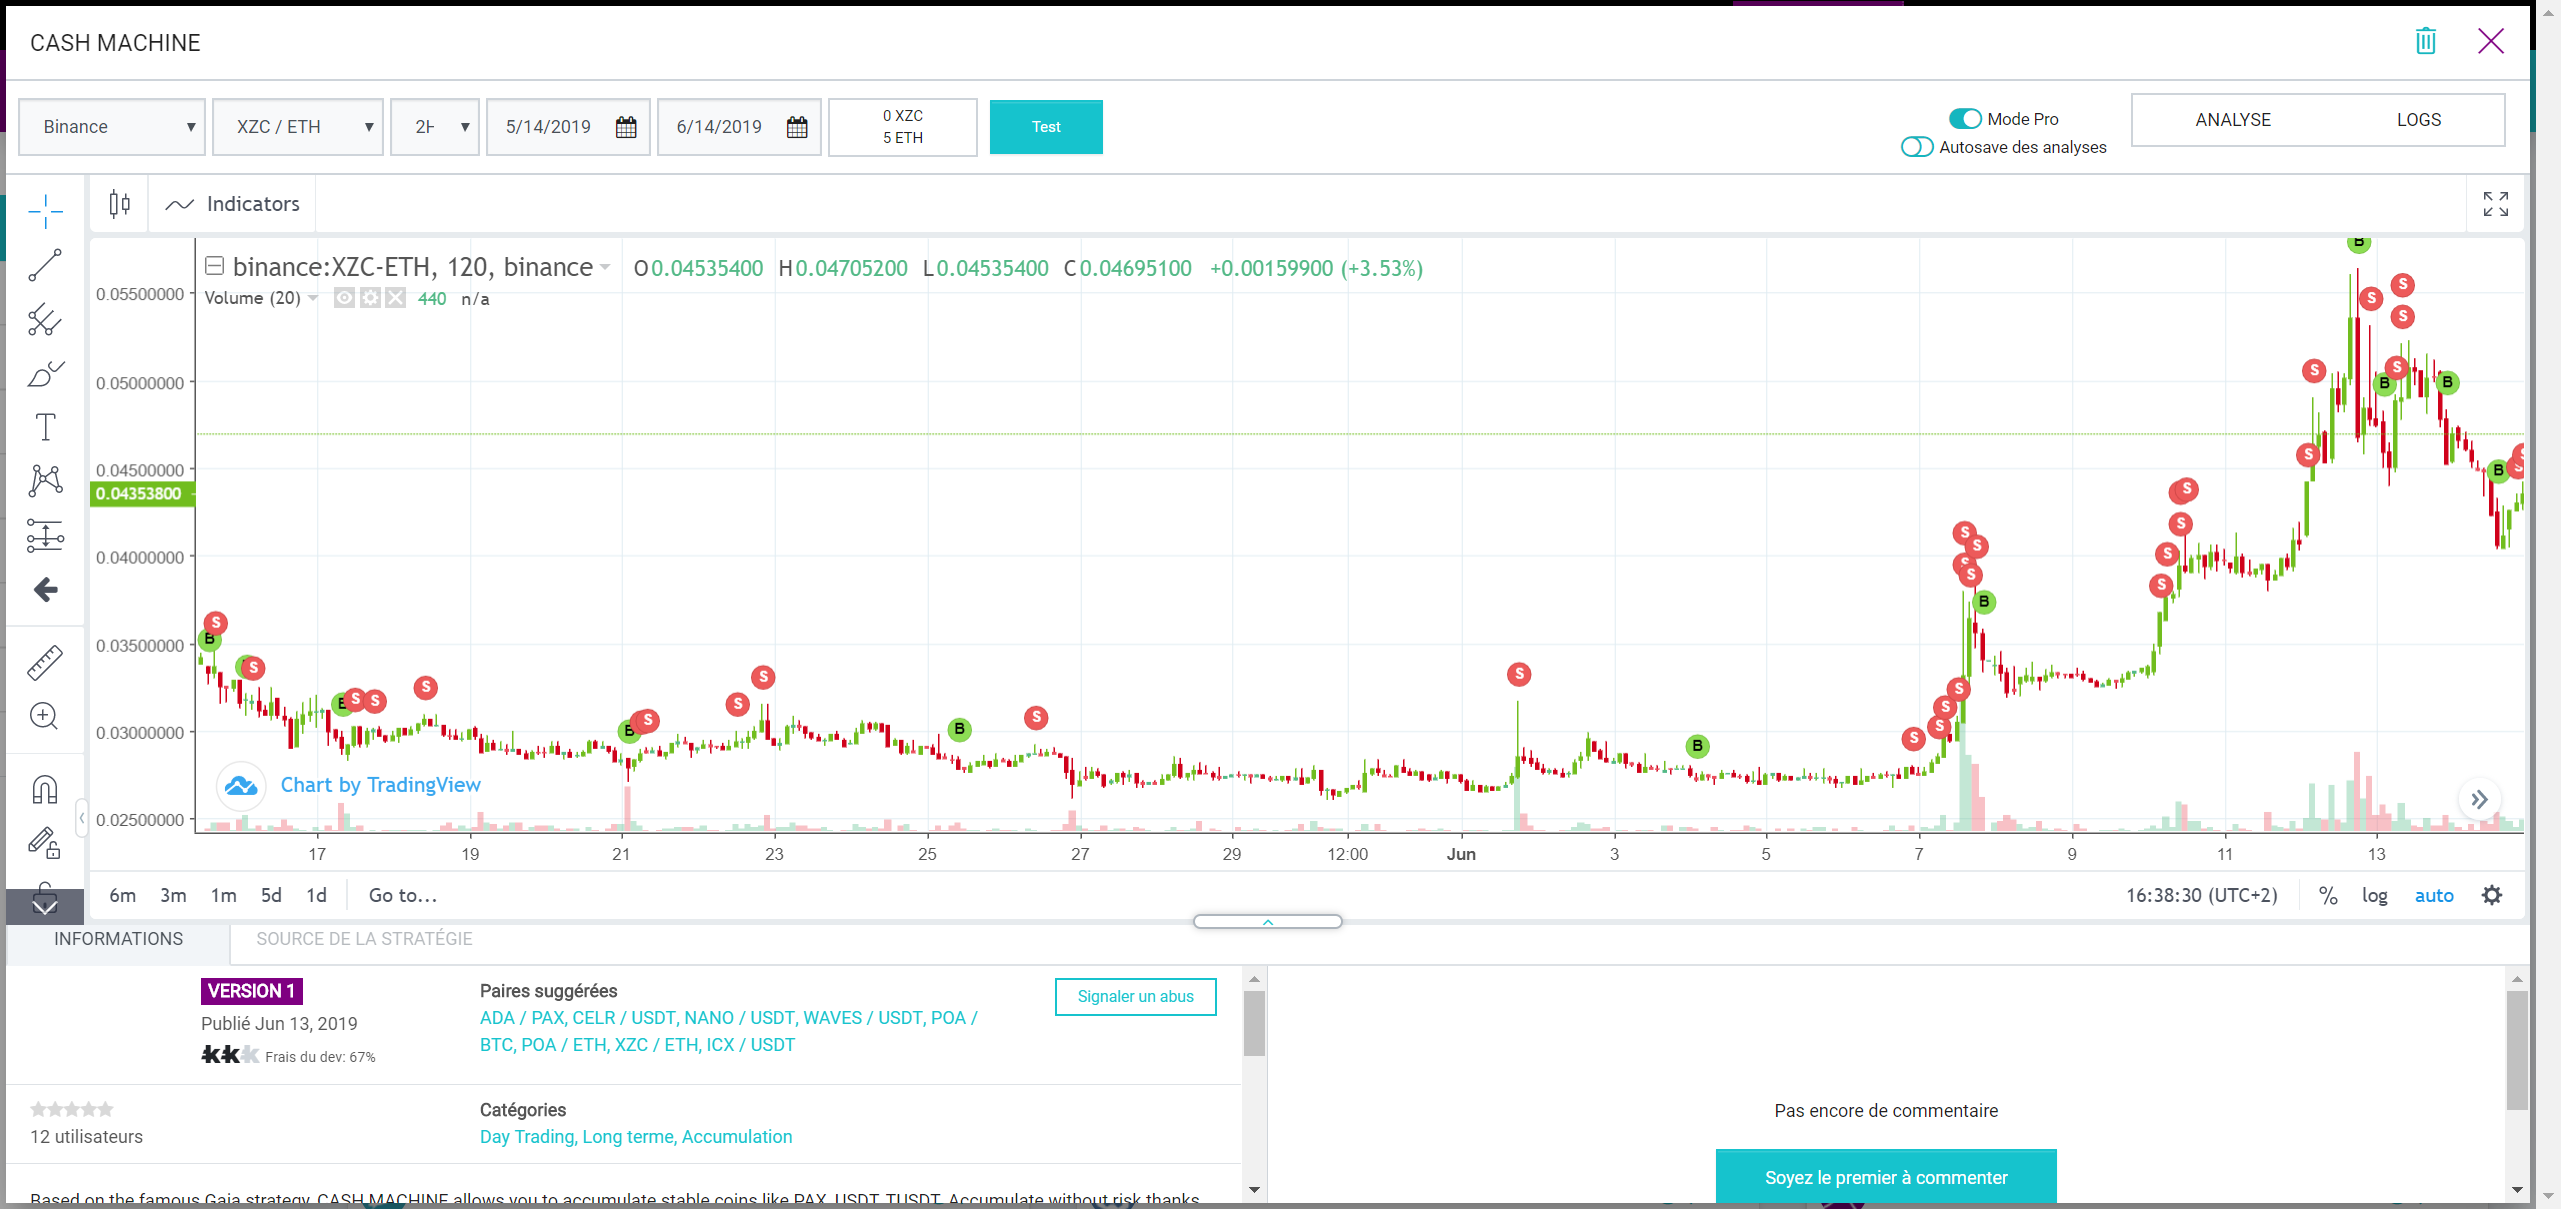 CASH MACHINE
Binance
XZC / ETH
2H
5/14/2019
6/14/2019
0 XZC
5 ETH
Test
Mode Pro
Autosave des analyses
ANALYSE
LOGS
Indicators
binance:XZC-ETH, 120, binance O0.04535400 H0.04705200 L0.04535400 C0.04695100 +0.00159900 (+3.53%)
Volume (20) 440 n/a
0.05500000
0.05000000
0.04500000
0.04353800
0.04000000
0.03500000
0.03000000
0.02500000
Chart by TradingView
17 19 21 23 25 27 29 12:00 Jun 3 5 7 9 11 13
6m 3m 1m 5d 1d Go to...
16:38:30 (UTC+2) % log auto
INFORMATIONS
SOURCE DE LA STRATÉGIE
VERSION 1
Publié Jun 13, 2019
Frais du dev: 67%
Paires suggérées
ADA / PAX, CELR / USDT, NANO / USDT, WAVES / USDT, POA /
BTC, POA / ETH, XZC / ETH, ICX / USDT
Signaler un abus
12 utilisateurs
Catégories
Day Trading, Long terme, Accumulation
Based on the famous Gaia strategy, CASH MACHINE allows you to accumulate stable coins like PAX, USDT, TUSDT. Accumulate without risk thanks
Pas encore de commentaire
Soyez le premier à commenter